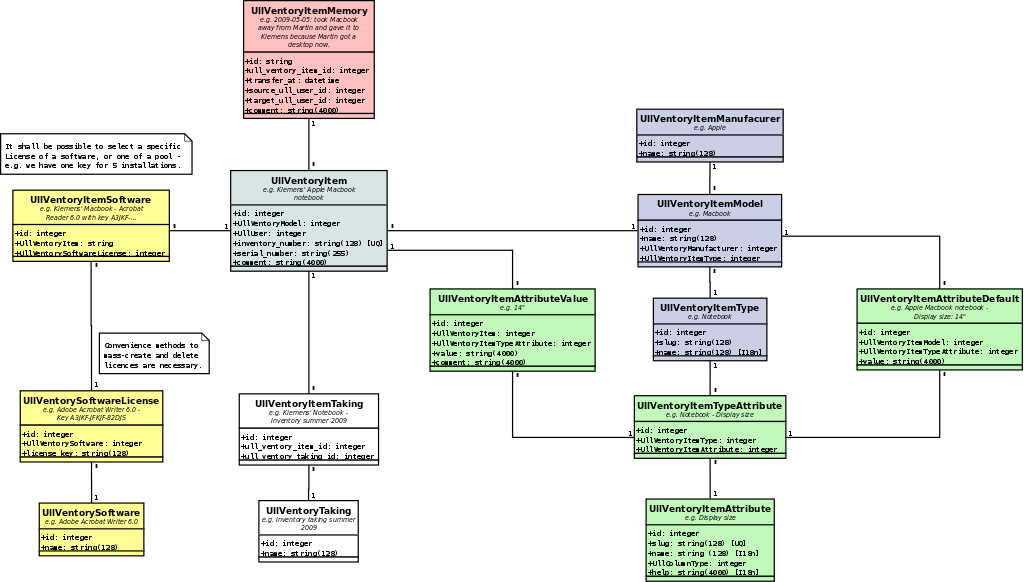 UllVentoryItemMemory
e.g. 2009-05-05: took Macbook
away from Martin and gave it to
Klemens because Martin got a
desktop now.
+id: string
+ull_ventory_item_id: integer
+transfer_at: datetime
+source_ull_user_id: integer
+target_ull_user_id: integer
+comment: string(4000)
1
*
It shall be possible to select a specific
License of a software, or one of a pool -
e.g. we have one key for 5 installations.
UllVentoryItemManufacurer
e.g. Apple
+id: integer
+name: string(128)
1
*
UllVentoryItemSoftware
e.g. Klemens' Macbook - Acrobat
Reader 6.0 with key A3JKF-...
+id: integer
+UllVentoryItem: string
+UllVentorySoftwareLicense: integer
*
1
*
UllVentoryItem
e.g. Klemens' Apple Macbook
notebook
+id: integer
+UllVentoryModel: integer
+UllUser: integer
+inventory_number: string(128) [UQ]
+serial_number: string(255)
+comment: string(4000)
*
1
1
1
UllVentoryItemModel
e.g. Macbook
+id: integer
+name: string(128)
+UllVentoryManufacturer: integer
+UllVentoryItemType: integer
1
*
1
*
*
UllVentoryItemAttributeValue
e.g. 14"
+id: integer
+UllVentoryItem: integer
+UllVentoryItemTypeAttribute: integer
+value: string(4000)
+comment: string(4000)
*
UllVentoryItemType
e.g. Notebook
+id: integer
+slug: string(128)
+name: string(128) [I18n]
1
*
UllVentoryItemAttributeDefault
e.g. Apple Macbook notebook -
Display size: 14"
+id: integer
+UllVentoryItemModel: integer
+UllVentoryItemTypeAttribute: integer
+value: string(4000)
*
Convenience methods to
mass-create and delete
licences are necessary.
1
UllVentorySoftwareLicense
e.g. Adobe Acrobat Writer 6.0 -
Key A3JKF-JFKJF-82DJS
+id: integer
+UllVentorySoftware: integer
+license_key: string(128)
*
1
*
UllVentoryItemTaking
e.g. Klemens' Notebook -
Inventory summer 2009
+id: integer
+ull_ventory_item_id: integer
+ull_ventory_taking_id: integer
*
1
UllVentoryItemTypeAttribute
e.g. Notebook - Display size
+id: integer
+UllVentoryItemType: integer
+UllVentoryItemAttribute: integer
1
1
*
1
UllVentorySoftware
e.g. Adobe Acrobat Writer 6.0
+id: integer
+name: string(128)
UllVentoryTaking
e.g. Inventory taking summer
2009
+id: integer
+name: string(128)
UllVentoryItemAttribute
e.g. Display size
+id: integer
+slug: string(128) [UQ]
+name: string (128) [I18n]
+UllColumnType: integer
+help: string(4000) [I18n]